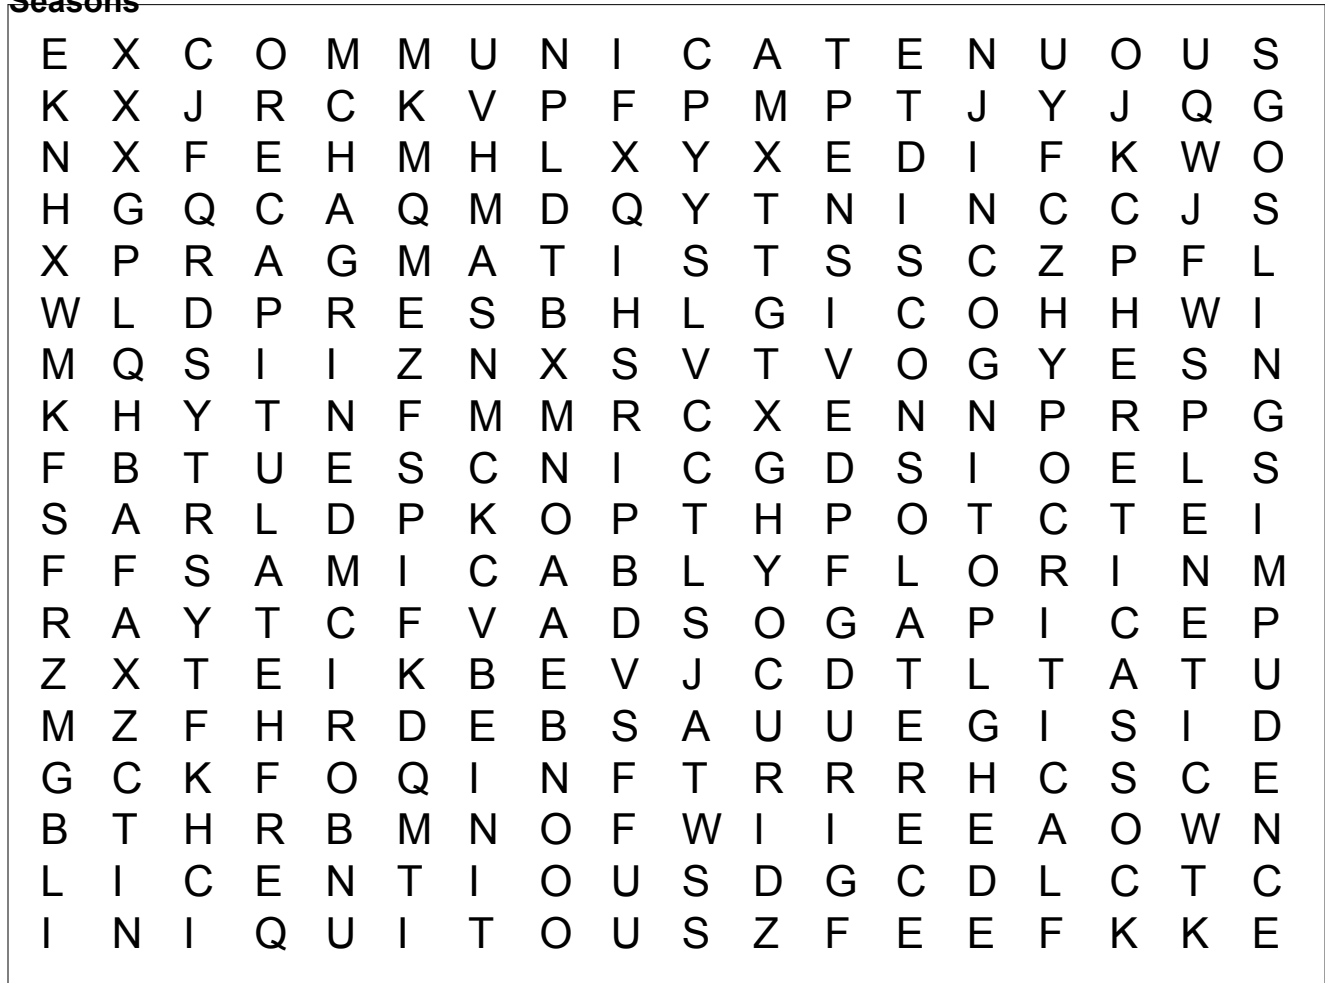 Seasons
E X C O M M U N I C A T E N U O U S
K X J R C K V P F P M P T J Y J Q G
N X F E H M H L X Y X E D I F K W O
H G Q C A Q M D Q Y T N I N C C J S
X P R A G M A T I S T S S C Z P F L
W L D P R E S B H L G I C O H H W I
M Q S I I Z N X S V T V O G Y E S N
K H Y T N F M M R C X E N N P R P G
F B T U E S C N I C G D S I O E L S
S A R L D P K O P T H P O T C T E I
F F S A M I C A B L Y F L O R I N M
R A Y T C F V A D S O G A P I C E P
Z X T E I K B E V J C D T L T A T U
M Z F H R D E B S A U U E G I S I D
G C K F O Q I N F T R R R H C S C E
B T H R B M N O F W I I E E A O W N
L I C E N T I O U S D G C D L C T C
I N I Q U I T O U S Z F E E F K K E